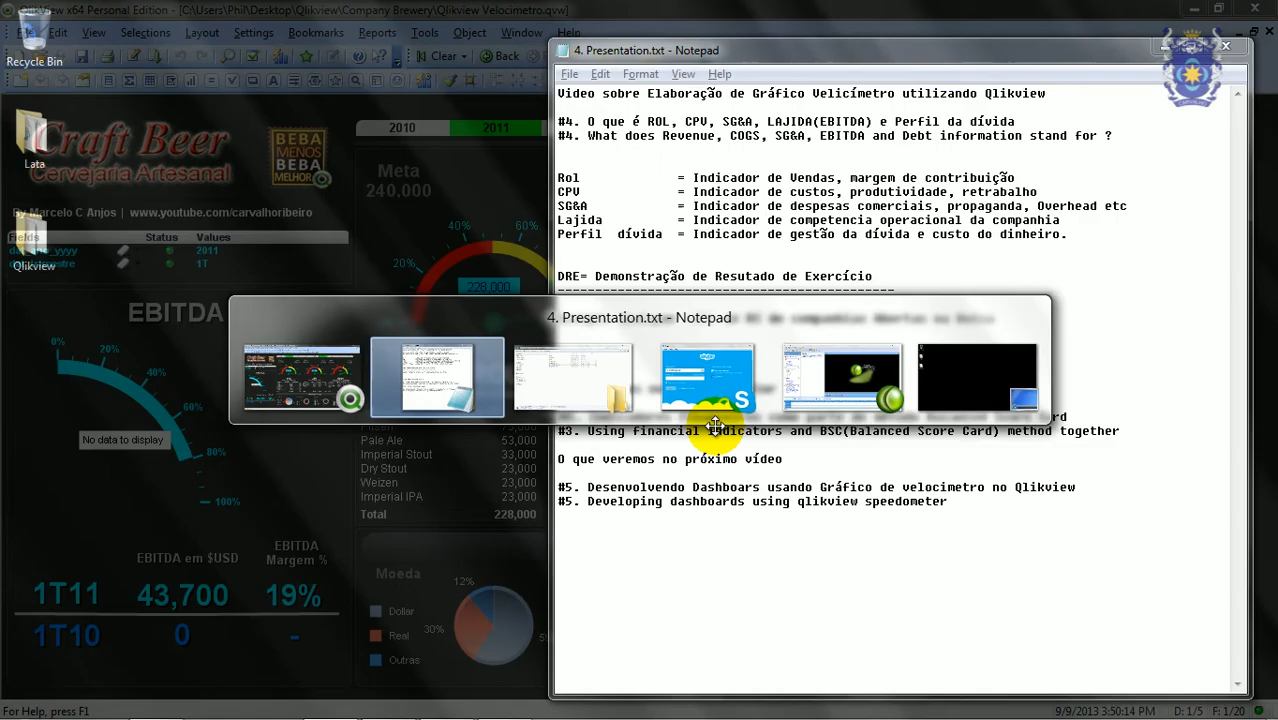 QlikView x64 Personal Edition - [C:\Users\Phil\Desktop\Qlikview\Company Brewery\Qlikview Velocimetro.qvw]
File Edit View Selections Layout Settings Bookmarks Reports Tools Object Window Help
Clear Back
Recycle Bin
Lata
Qlikview
Craft Beer
Cervejaria Artesanal
BEBA
MENOS
BEBA
MELHOR
By Marcelo C Anjos | www.youtube.com/carvalhoribeiro
Fields Status Values
2011
1T
2010 2011
Meta
240,000
20% 40% 60%
228,000
EBITDA
0% 20% 40% 60% 80% 100%
No data to display
EBITDA em $USD
EBITDA
Margem %
1T11 43,700 19%
1T10 0 -
Pale Ale 53,000
Imperial Stout 33,000
Dry Stout 23,000
Weizen 23,000
Imperial IPA 23,000
Total 228,000
Moeda
Dollar
Real
Outras
12%
30%
For Help, press F1
9/9/2013 3:50:14 PM D: 1/5 F: 1/20
4. Presentation.txt - Notepad
File Edit Format View Help
CARVALHO
Video sobre Elaboração de Gráfico Velicímetro utilizando Qlikview
#4. O que é ROL, CPV, SG&A, LAJIDA(EBITDA) e Perfil da dívida
#4. What does Revenue, COGS, SG&A, EBITDA and Debt information stand for ?
Rol = Indicador de Vendas, margem de contribuição
CPV = Indicador de custos, produtividade, retrabalho
SG&A = Indicador de despesas comerciais, propaganda, Overhead etc
Lajida = Indicador de competencia operacional da companhia
Perfil dívida = Indicador de gestão da dívida e custo do dinheiro.
DRE= Demonstração de Resutado de Exercício
---------------------------------------------
4. Presentation.txt - Notepad
#3. Using financial indicators and BSC(Balanced Score Card) method together
O que veremos no próximo vídeo
#5. Desenvolvendo Dashboars usando Gráfico de velocimetro no Qlikview
#5. Developing dashboards using qlikview speedometer